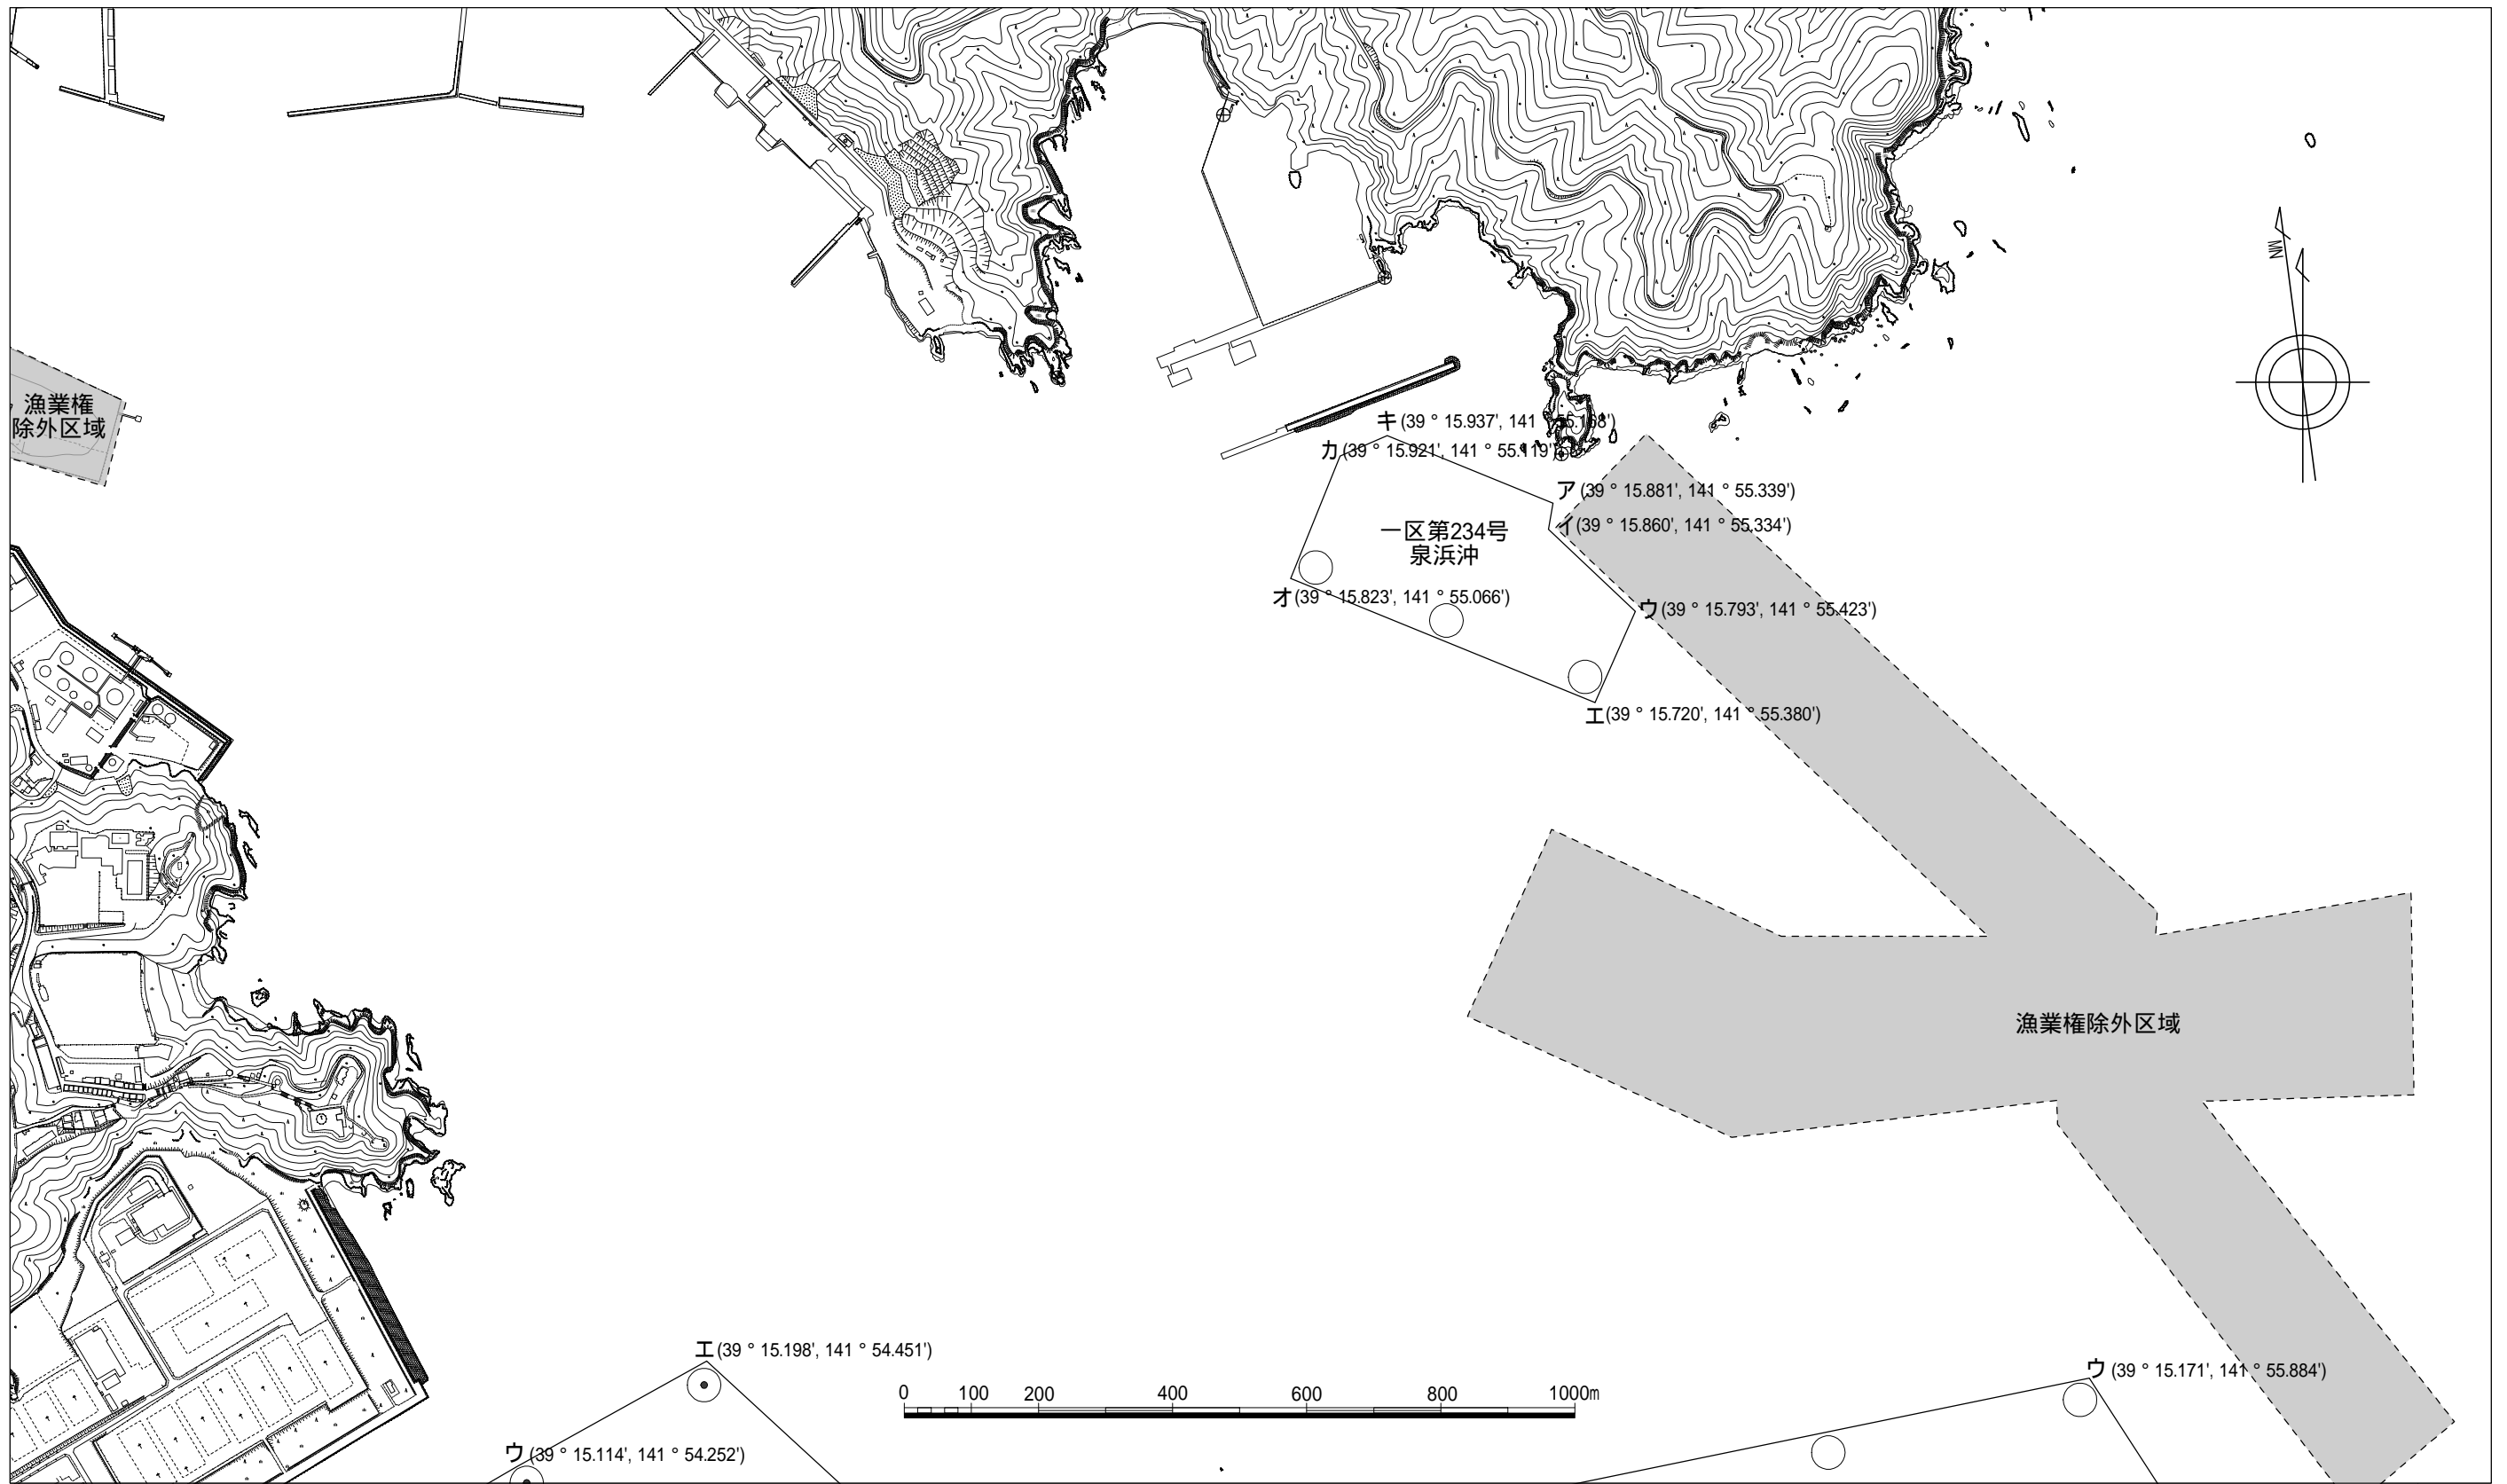 MN
漁業権
除外区域
キ(39 ° 15.937', 141 ° 55.168')
カ(39 ° 15.921', 141 ° 55.119')
ア(39 ° 15.881', 141 ° 55.339')
イ(39 ° 15.860', 141 ° 55.334')
一区第234号
泉浜沖
オ(39 ° 15.823', 141 ° 55.066')
ウ(39 ° 15.793', 141 ° 55.423')
エ(39 ° 15.720', 141 ° 55.380')
漁業権除外区域
エ(39 ° 15.198', 141 ° 54.451')
ウ(39 ° 15.171', 141 ° 55.884')
0 100 200 400 600 800 1000m
ウ(39 ° 15.114', 141 ° 54.252')